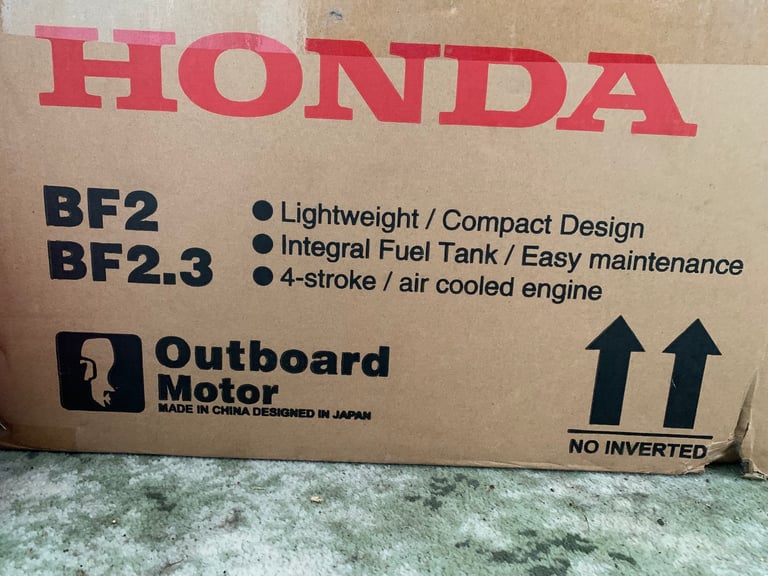 HONDA
BF2
BF2.3
● Lightweight / Compact Design
● Integral Fuel Tank / Easy maintenance
● 4-stroke / air cooled engine
Outboard
Motor
MADE IN CHINA DESIGNED IN JAPAN
NO INVERTED